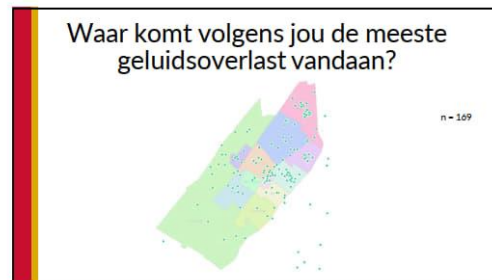 Waar komt volgens jou de meeste
geluidsoverlast vandaan?
n = 169